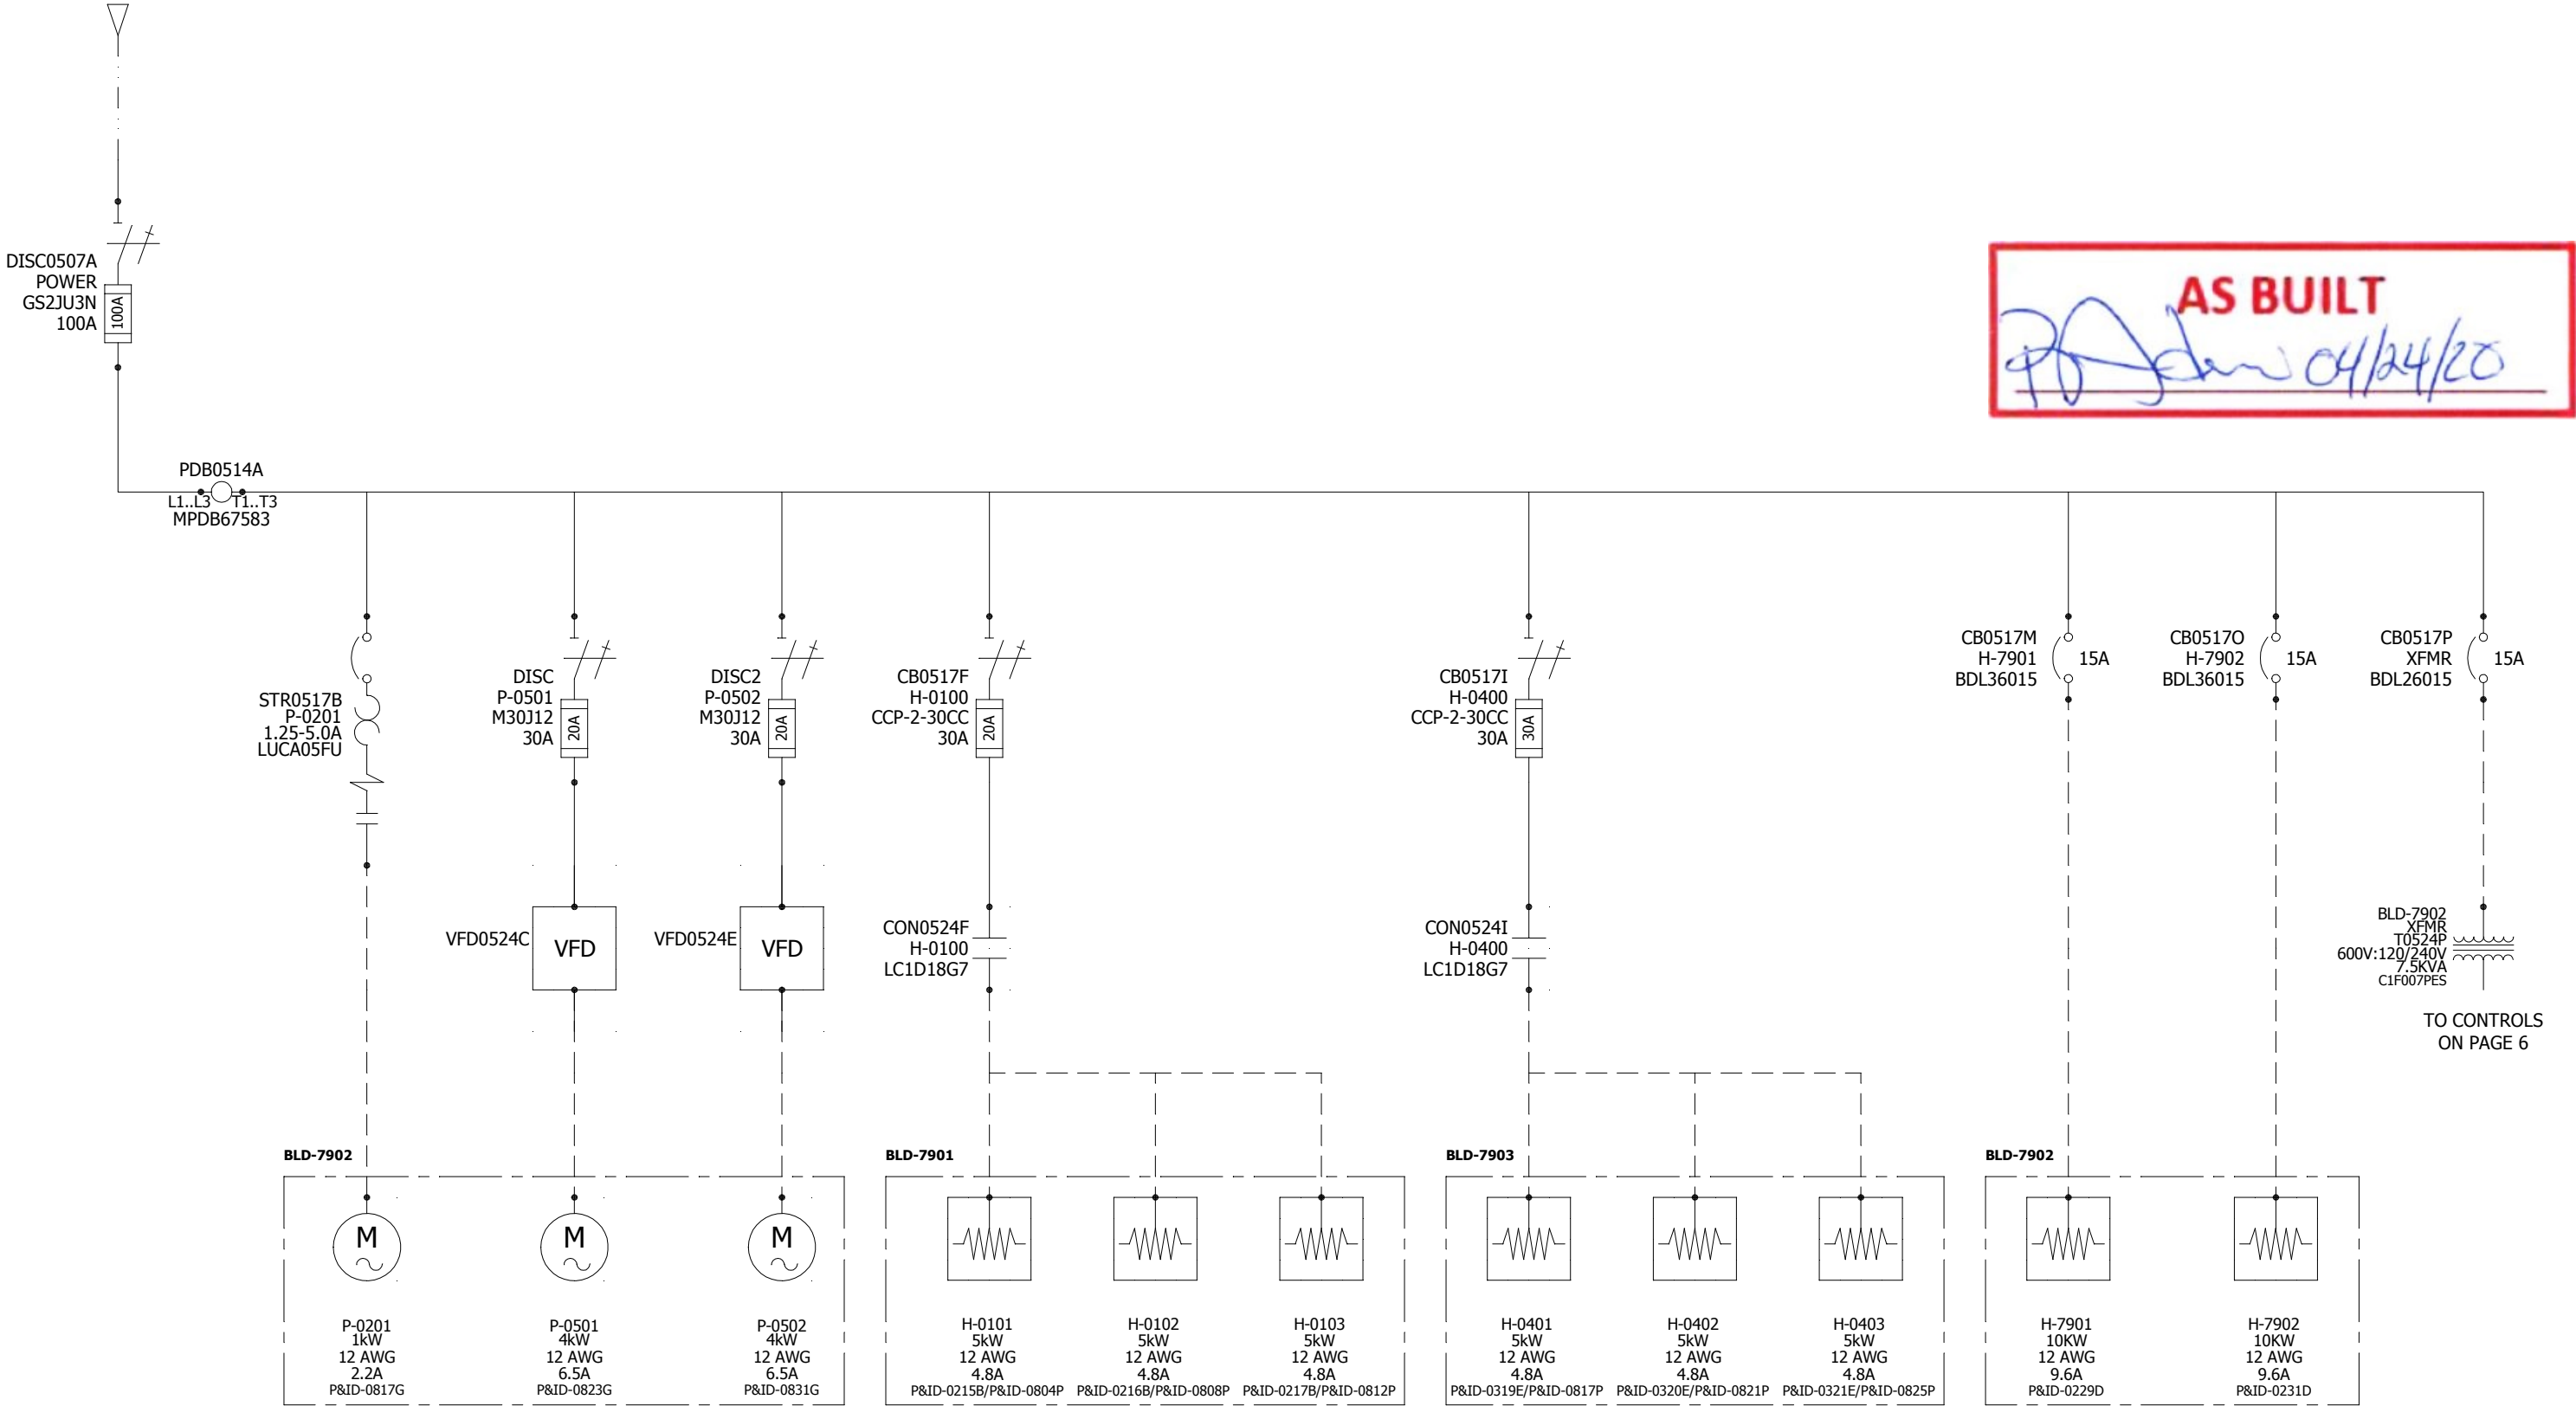 DISC0507A
POWER
GS2JU3N
100A
100A
AS BUILT
04/24/20
PDB0514A
L1..L3 T1..T3
MPDB67583
STR0517B
P-0201
1.25-5.0A
LUCA05FU
DISC
P-0501
M30J12
30A
20A
DISC2
P-0502
M30J12
30A
20A
CB0517F
H-0100
CCP-2-30CC
30A
20A
CB0517I
H-0400
CCP-2-30CC
30A
30A
CB0517M
H-7901
BDL36015
15A
CB0517O
H-7902
BDL36015
15A
CB0517P
XFMR
BDL26015
15A
VFD0524C
VFD
VFD0524E
VFD
CON0524F
H-0100
LC1D18G7
CON0524I
H-0400
LC1D18G7
BLD-7902
XFMR
T0524P
600V:120/240V
7.5KVA
C1F007PES
TO CONTROLS
ON PAGE 6
BLD-7902
M
P-0201
1kW
12 AWG
2.2A
P&ID-0817G
M
P-0501
4kW
12 AWG
6.5A
P&ID-0823G
M
P-0502
4kW
12 AWG
6.5A
P&ID-0831G
BLD-7901
H-0101
5kW
12 AWG
4.8A
P&ID-0215B/P&ID-0804P
H-0102
5kW
12 AWG
4.8A
P&ID-0216B/P&ID-0808P
H-0103
5kW
12 AWG
4.8A
P&ID-0217B/P&ID-0812P
BLD-7903
H-0401
5kW
12 AWG
4.8A
P&ID-0319E/P&ID-0817P
H-0402
5kW
12 AWG
4.8A
P&ID-0320E/P&ID-0821P
H-0403
5kW
12 AWG
4.8A
P&ID-0321E/P&ID-0825P
BLD-7902
H-7901
10KW
12 AWG
9.6A
P&ID-0229D
H-7902
10KW
12 AWG
9.6A
P&ID-0231D